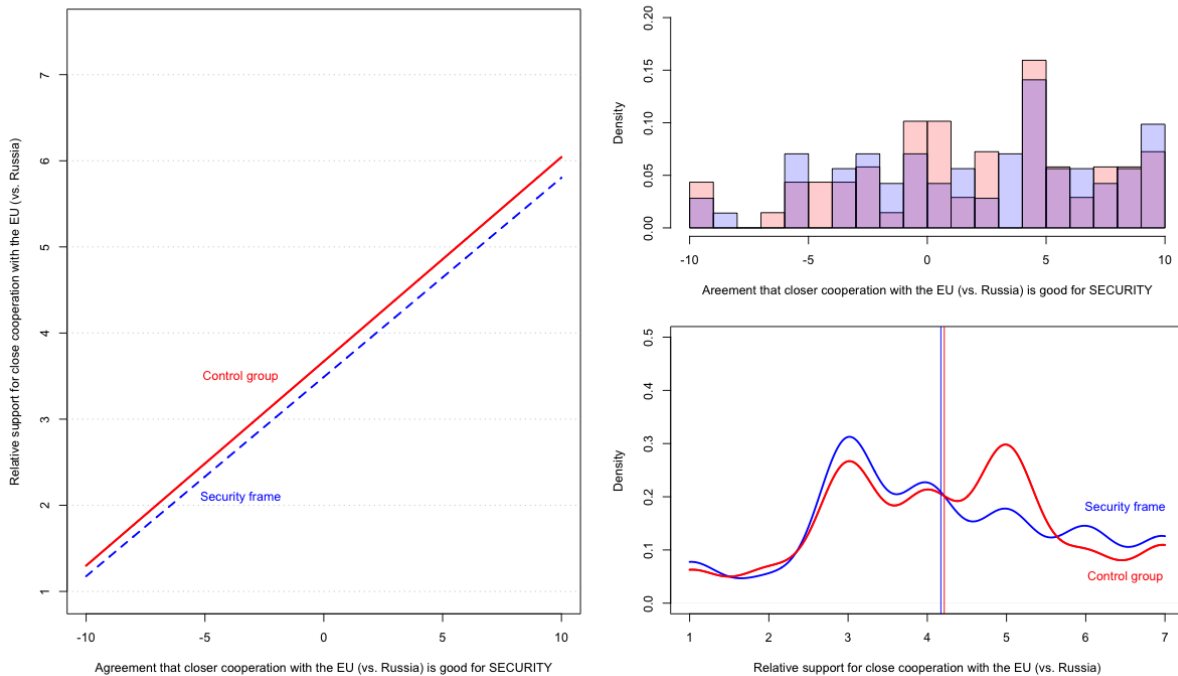 Relative support for close cooperation with the EU (vs. Russia)
7
6
5
4
3
2
1
Control group
Security frame
-10 -5 0 5 10
Agreement that closer cooperation with the EU (vs. Russia) is good for SECURITY
Density
0.20
0.15
0.10
0.05
0.00
-10 -5 0 5 10
Areement that closer cooperation with the EU (vs. Russia) is good for SECURITY
Density
0.5
0.4
0.3
0.2
0.1
0.0
Security frame
Control group
1 2 3 4 5 6 7
Relative support for close cooperation with the EU (vs. Russia)